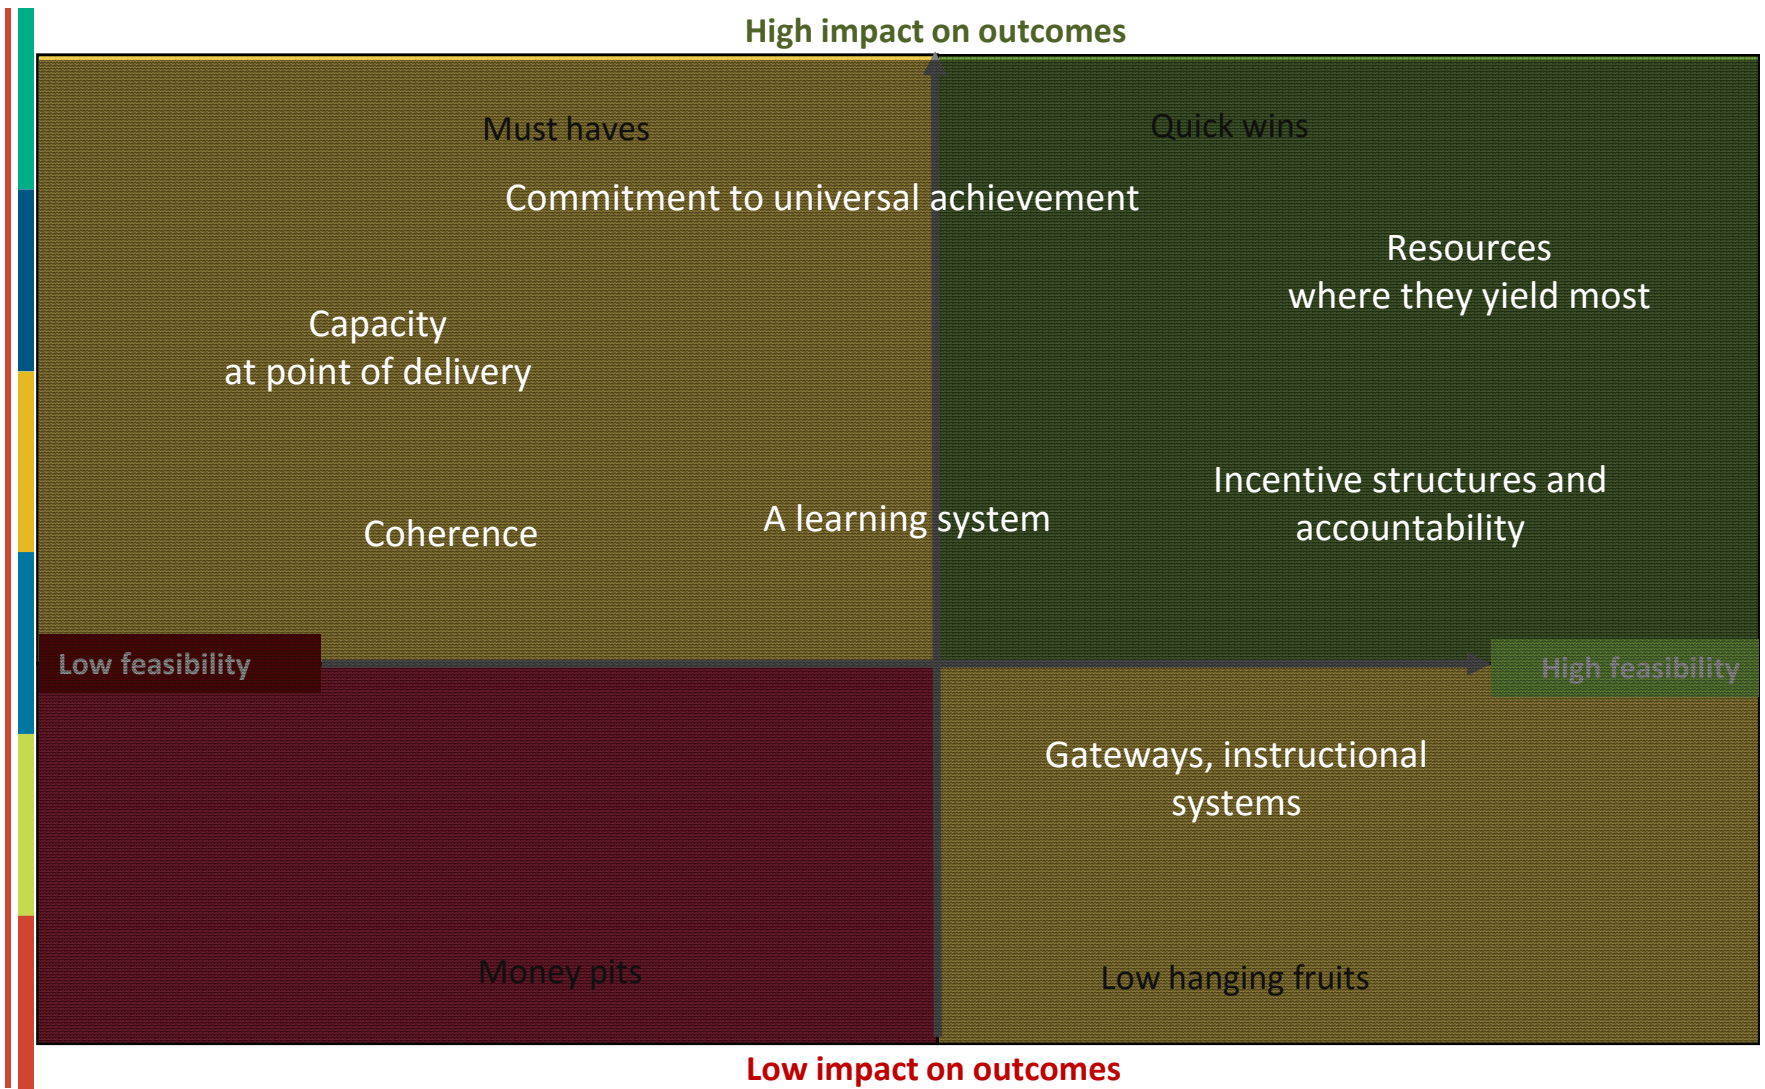 High impact on outcomes
Must haves
Quick wins
Commitment to universal achievement
Resources
where they yield most
Capacity
at point of delivery
Incentive structures and
accountability
A learning system
Coherence
Low feasibility
High feasibility
Gateways, instructional
systems
Money pits
Low hanging fruits
Low impact on outcomes